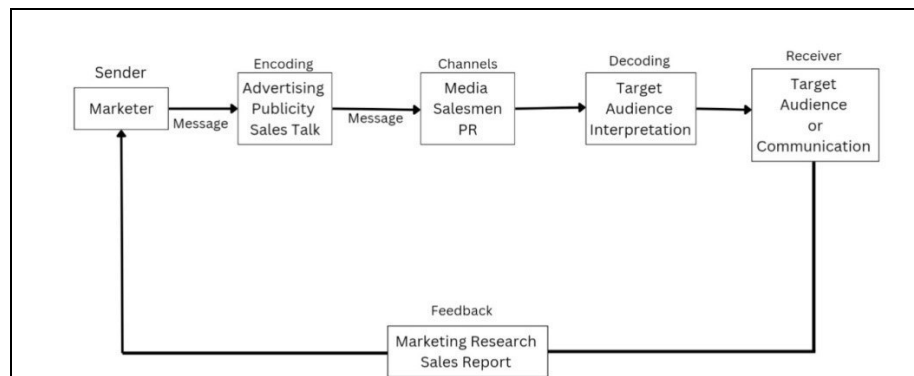 Sender
Marketer
Message
Encoding
Advertising
Publicity
Sales Talk
Message
Channels
Media
Salesmen
PR
Decoding
Target
Audience
Interpretation
Receiver
Target
Audience
or
Communication
Feedback
Marketing Research
Sales Report